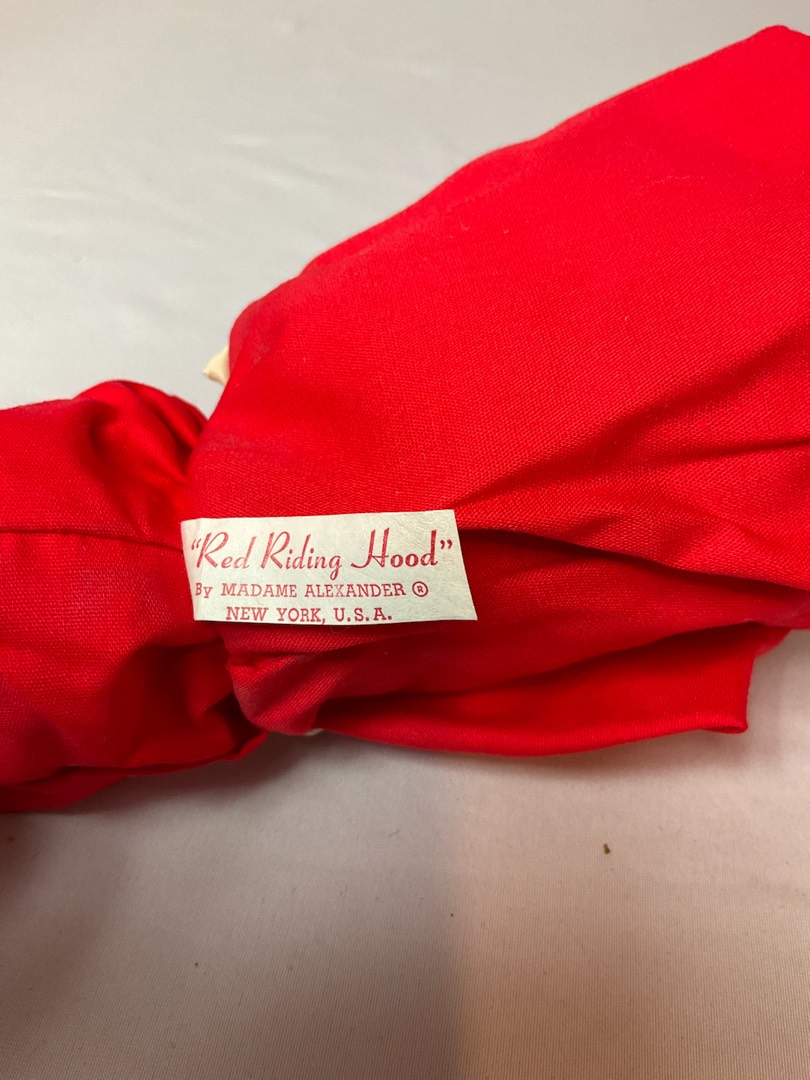 “Red Riding Hood”
By MADAME ALEXANDER ®
NEW YORK, U.S.A.